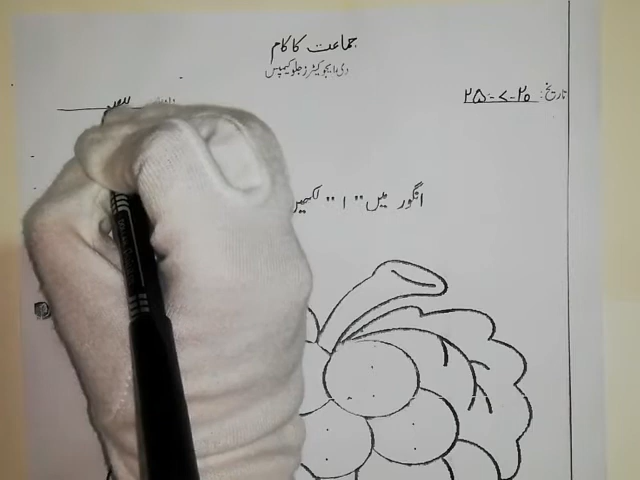 جماعت کا کام
دی ایجوکیٹرز جلو کیمپس
تاریخ: ۲۰-۷-۲۵
انگور میں "ا" لکھیں